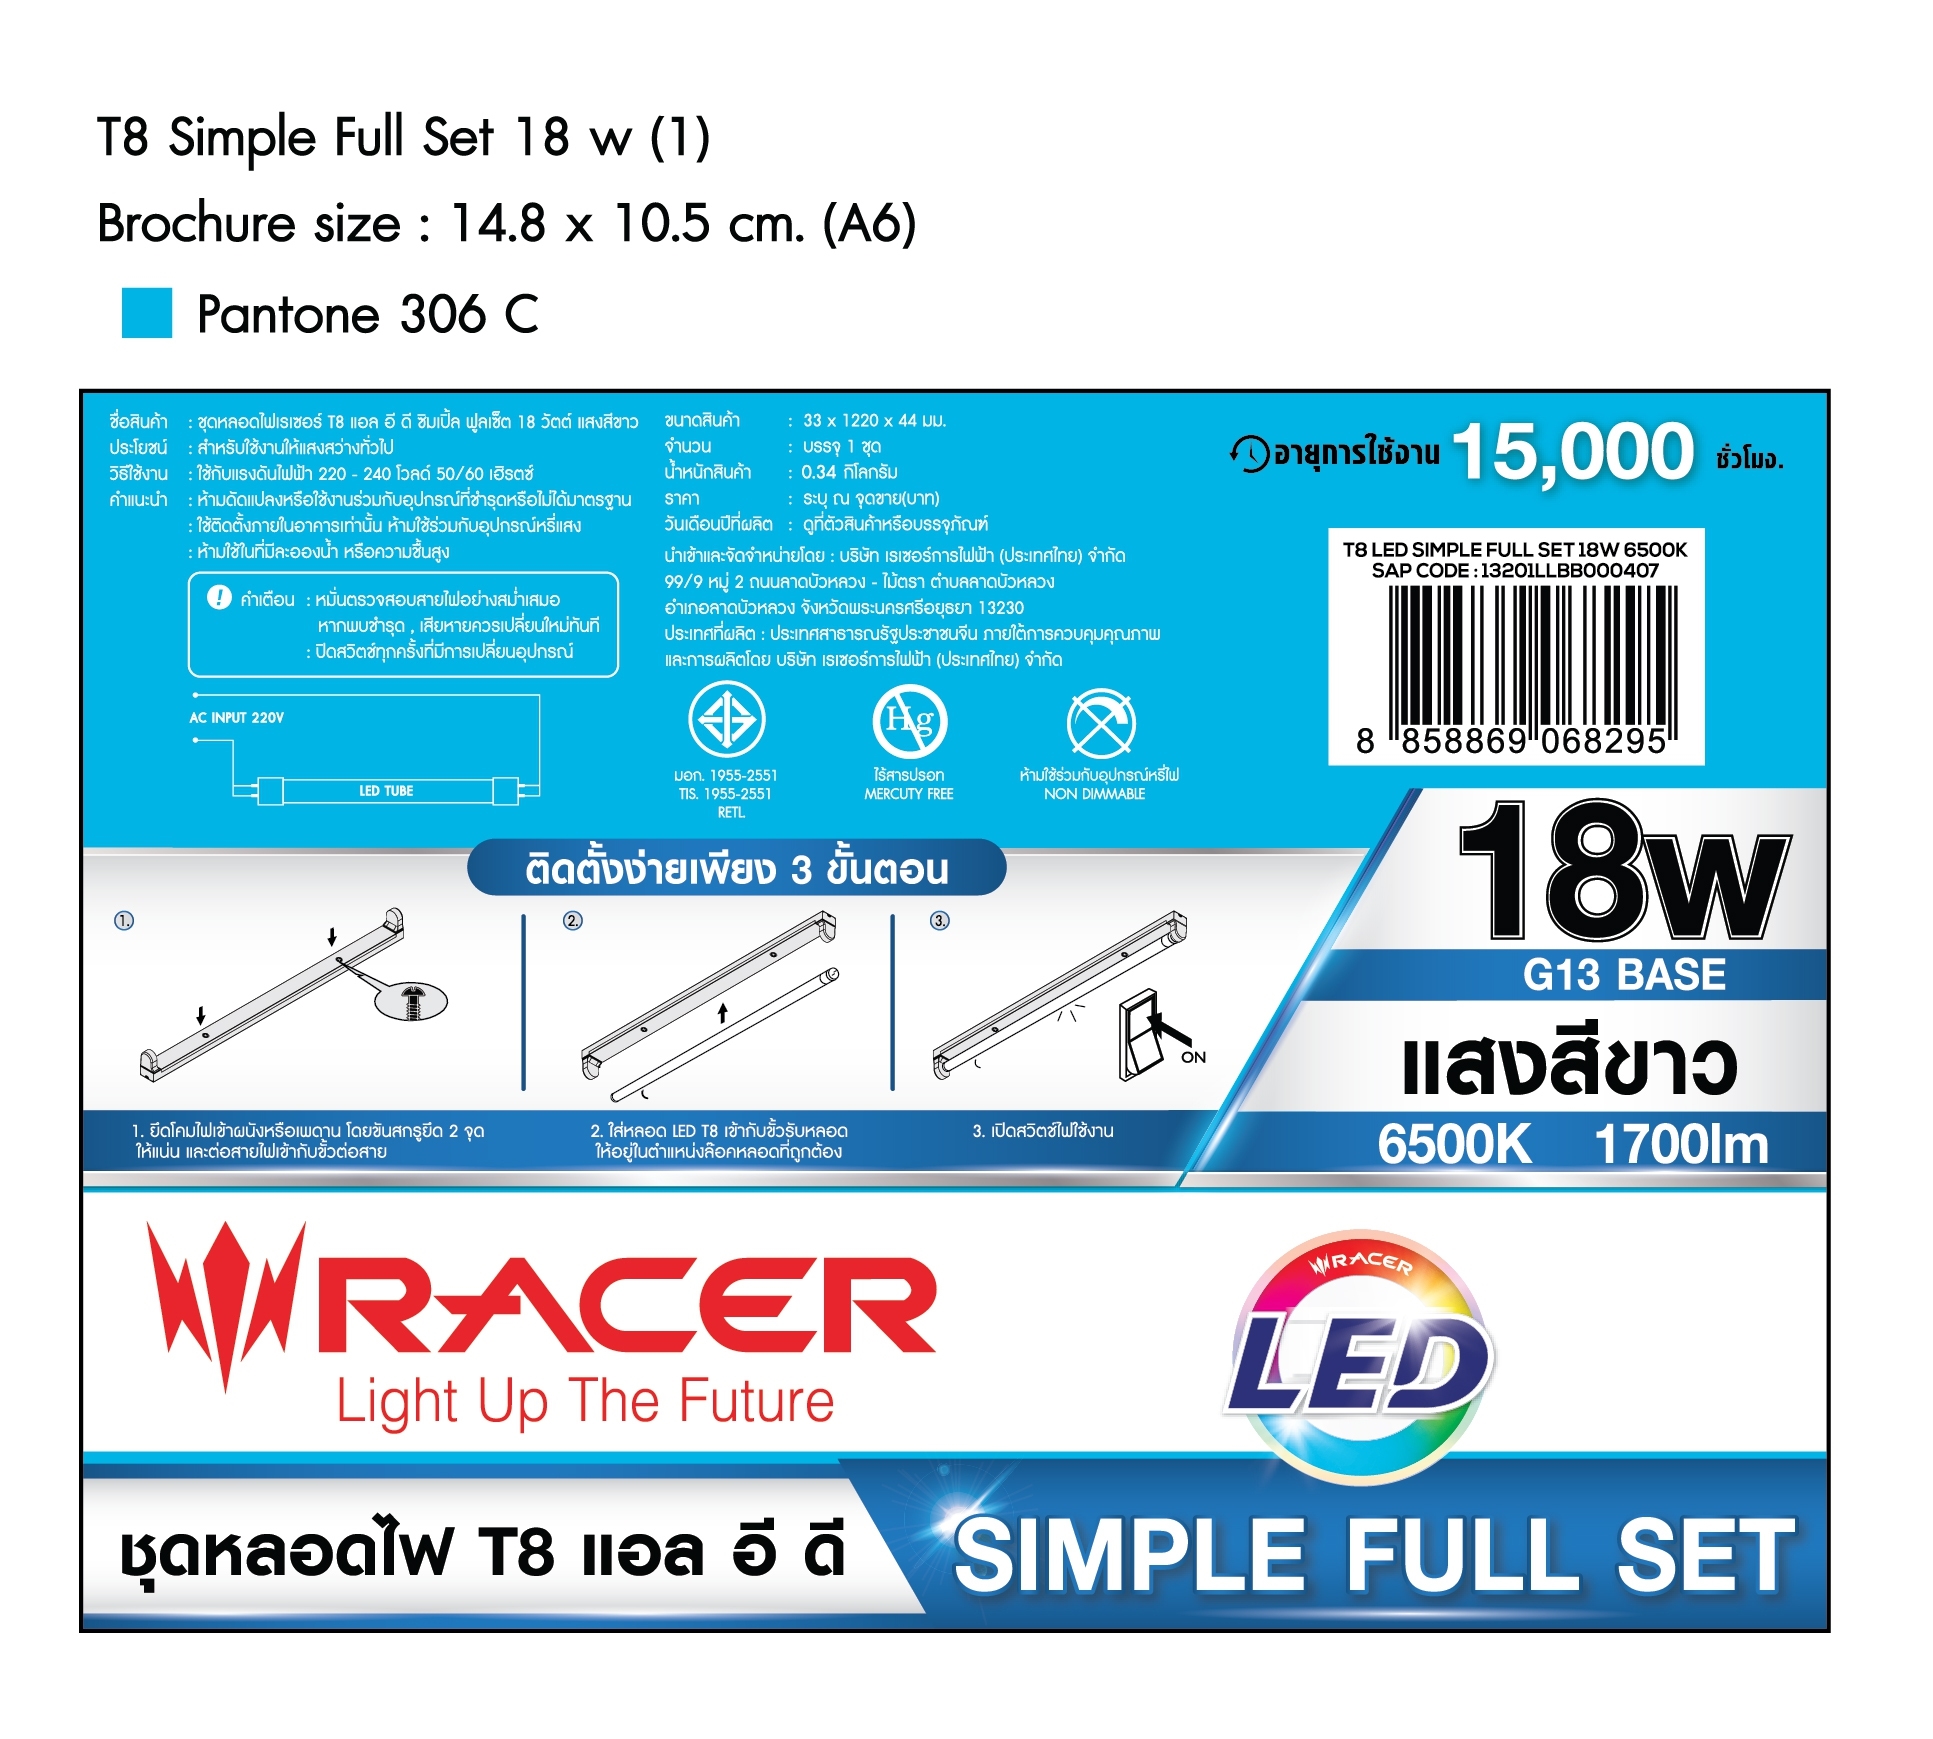 T8 Simple Full Set 18 w (1)
Brochure size : 14.8 x 10.5 cm. (A6)
Pantone 306 C
ชื่อสินค้า : ชุดหลอดไฟเรเซอร์ T8 แอล อี ดี ซิมเปิ้ล ฟูลเซ็ต 18 วัตต์ แสงสีขาว
ประโยชน์ : สำหรับใช้งานให้แสงสว่างทั่วไป
วิธีใช้งาน : ใช้กับแรงดันไฟฟ้า 220 - 240 โวลต์ 50/60 เฮิรตซ์
คำแนะนำ : ห้ามดัดแปลงหรือใช้งานร่วมกับอุปกรณ์ที่ชำรุดหรือไม่ได้มาตรฐาน
: ใช้ติดตั้งภายในอาคารเท่านั้น ห้ามใช้ร่วมกับอุปกรณ์หรี่แสง
: ห้ามใช้ในที่มีละอองน้ำ หรือความชื้นสูง
! คำเตือน : หมั่นตรวจสอบสายไฟอย่างสม่ำเสมอ
หากพบชำรุด , เสียหายควรเปลี่ยนใหม่ทันที
: ปิดสวิตซ์ทุกครั้งที่มีการเปลี่ยนอุปกรณ์
AC INPUT 220V
LED TUBE
ขนาดสินค้า : 33 x 1220 x 44 มม.
จำนวน : บรรจุ 1 ชุด
น้ำหนักสินค้า : 0.34 กิโลกรัม
ราคา : ระบุ ณ จุดขาย(บาท)
วันเดือนปีที่ผลิต : ดูที่ตัวสินค้าหรือบรรจุภัณฑ์
นำเข้าและจัดจำหน่ายโดย : บริษัท เรเซอร์การไฟฟ้า (ประเทศไทย) จำกัด
99/9 หมู่ 2 ถนนลาดบัวหลวง - ไม้ตรา ตำบลลาดบัวหลวง
อำเภอลาดบัวหลวง จังหวัดพระนครศรีอยุธยา 13230
ประเทศที่ผลิต : ประเทศสาธารณรัฐประชาชนจีน ภายใต้การควบคุมคุณภาพ
และการผลิตโดย บริษัท เรเซอร์การไฟฟ้า (ประเทศไทย) จำกัด
มอก. 1955-2551
TIS. 1955-2551
RETL
Hg
ไร้สารปรอท
MERCUTY FREE
ห้ามใช้ร่วมกับอุปกรณ์หรี่ไฟ
NON DIMMABLE
อายุการใช้งาน 15,000 ชั่วโมง.
T8 LED SIMPLE FULL SET 18W 6500K
SAP CODE : 13201LLBB000407
8 858869 068295
18w
G13 BASE
แสงสีขาว
6500K 1700lm
ติดตั้งง่ายเพียง 3 ขั้นตอน
1.
2.
3.
ON
1. ยึดโคมไฟเข้าผนังหรือเพดาน โดยขันสกรูยึด 2 จุด
ให้แน่น และต่อสายไฟเข้ากับขั้วต่อสาย
2. ใส่หลอด LED T8 เข้ากับขั้วรับหลอด
ให้อยู่ในตำแหน่งล๊อคหลอดที่ถูกต้อง
3. เปิดสวิตซ์ไฟใช้งาน
RACER
Light Up The Future
RACER
LED
ชุดหลอดไฟ T8 แอล อี ดี
SIMPLE FULL SET